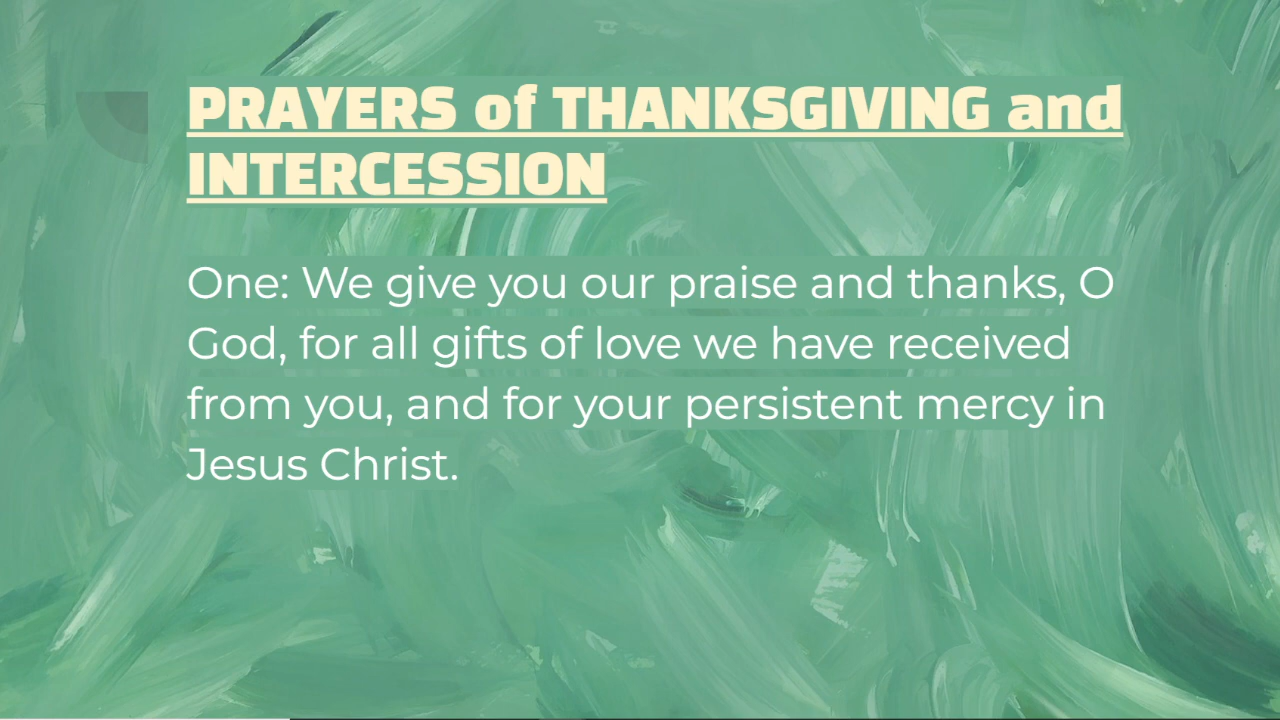 PRAYERS of THANKSGIVING and
INTERCESSION
One: We give you our praise and thanks, O
God, for all gifts of love we have received
from you, and for your persistent mercy in
Jesus Christ.